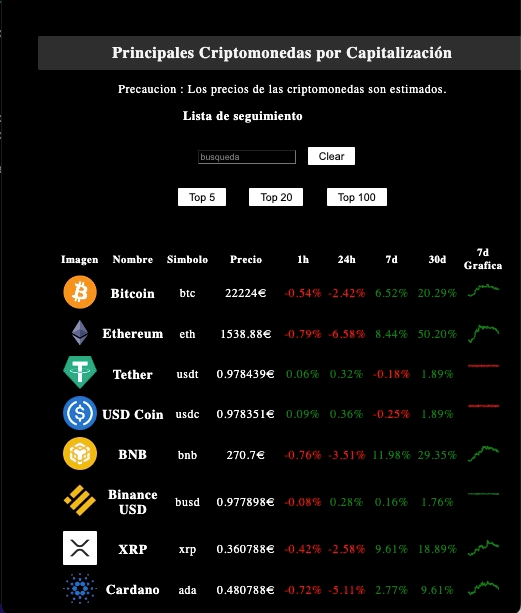 Principales Criptomonedas por Capitalización
Precaucion : Los precios de las criptomonedas son estimados.
Lista de seguimiento
busqueda Clear
Top 5 Top 20 Top 100
Imagen Nombre Simbolo Precio 1h 24h 7d 30d 7d Grafica
Bitcoin btc 22224€ -0.54% -2.42% 6.52% 20.29%
Ethereum eth 1538.88€ -0.79% -6.58% 8.44% 50.20%
Tether usdt 0.978439€ 0.06% 0.32% -0.18% 1.89%
USD Coin usdc 0.978351€ 0.09% 0.36% -0.25% 1.89%
BNB bnb 270.7€ -0.76% -3.51% 11.98% 29.35%
Binance USD busd 0.977898€ -0.08% 0.28% 0.16% 1.76%
XRP xrp 0.360788€ -0.42% -2.58% 9.61% 18.89%
Cardano ada 0.480788€ -0.72% -5.11% 2.77% 9.61%